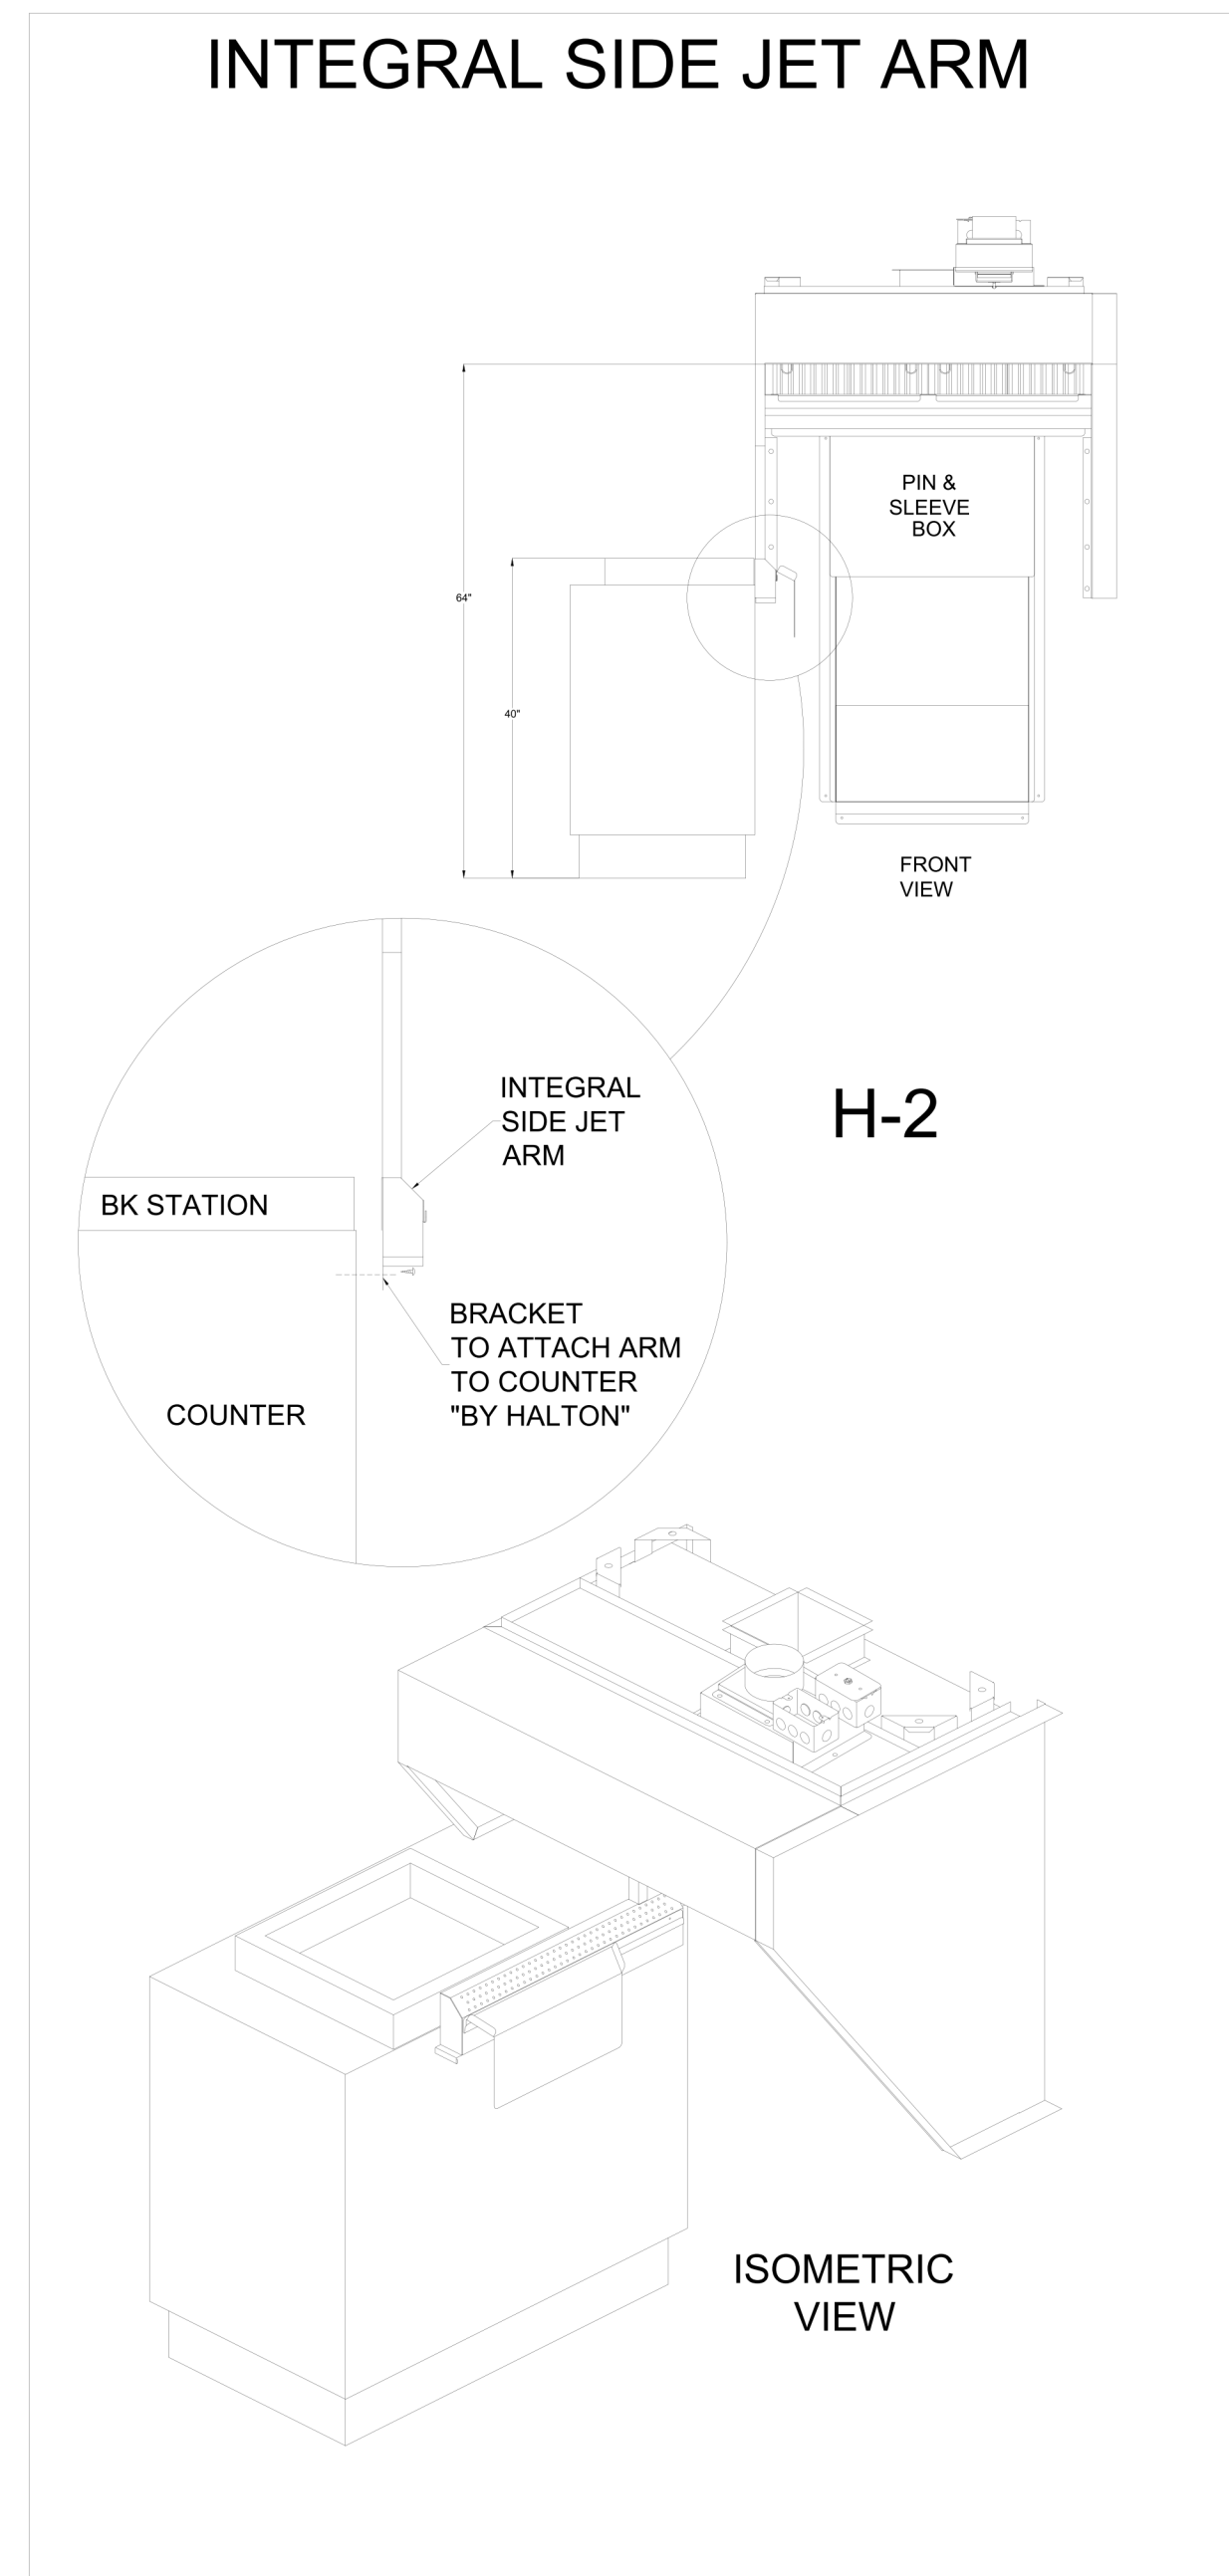 INTEGRAL SIDE JET ARM
PIN &
SLEEVE
BOX
64"
40"
FRONT
VIEW
INTEGRAL
SIDE JET
ARM
H-2
BK STATION
BRACKET
TO ATTACH ARM
TO COUNTER
"BY HALTON"
COUNTER
ISOMETRIC
VIEW